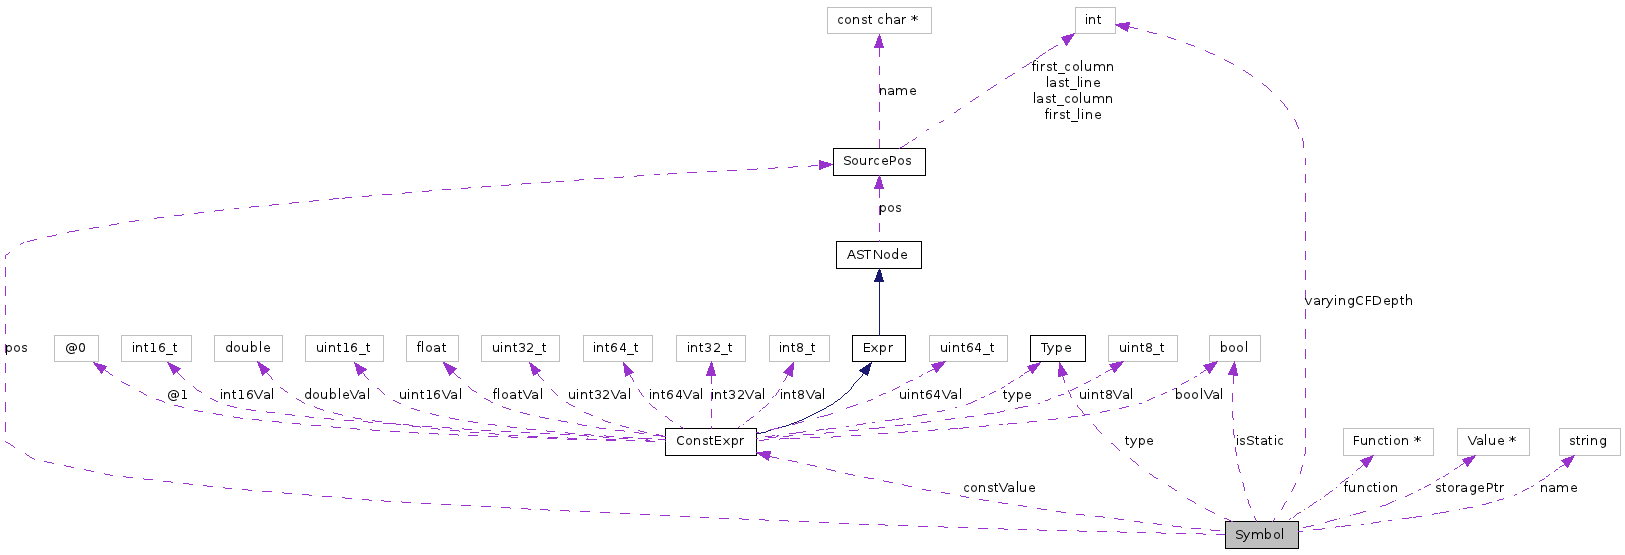 const char *
int
first_column
last_line
last_column
first_line
name
SourcePos
pos
ASTNode
varyingCFDepth
pos
@0
int16_t
double
uint16_t
float
uint32_t
int64_t
int32_t
int8_t
Expr
uint64_t
Type
uint8_t
bool
@1
int16Val
doubleVal
uint16Val
floatVal
uint32Val
int64Val
int32Val
int8Val
uint64Val
type
uint8Val
boolVal
ConstExpr
type
isStatic
Function *
Value *
string
constValue
function
storagePtr
name
Symbol